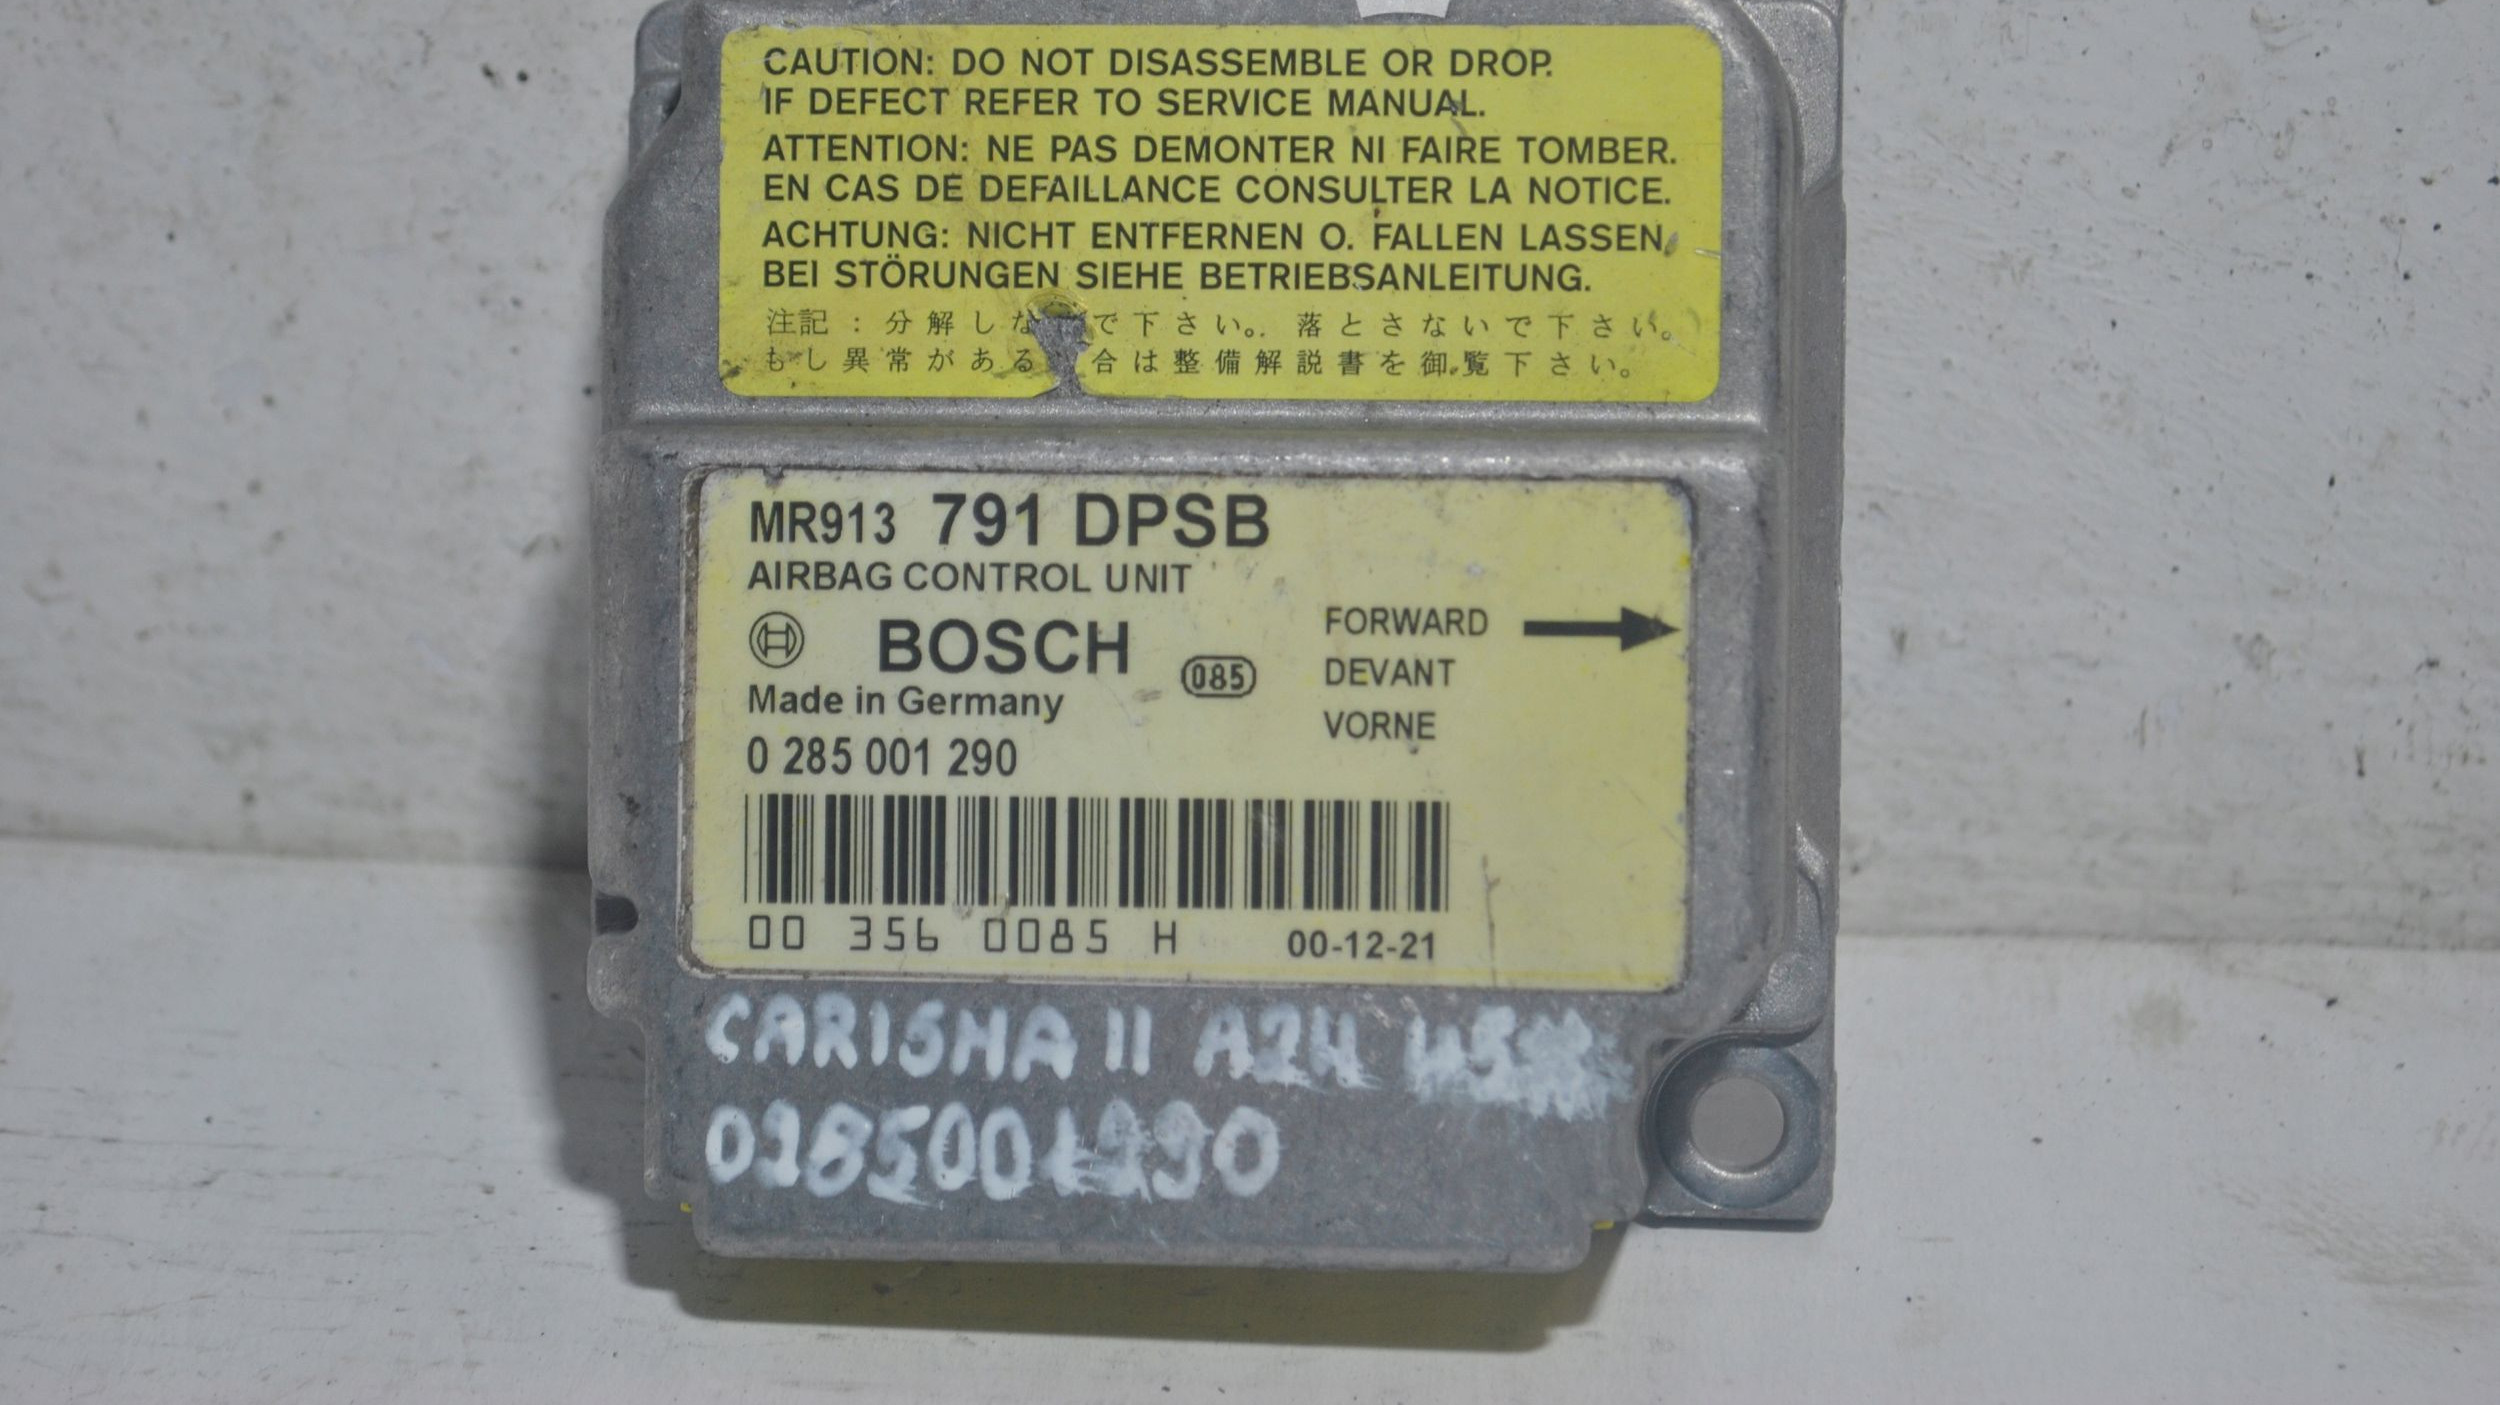 CAUTION: DO NOT DISASSEMBLE OR DROP.
IF DEFECT REFER TO SERVICE MANUAL.
ATTENTION: NE PAS DEMONTER NI FAIRE TOMBER.
EN CAS DE DEFAILLANCE CONSULTER LA NOTICE.
ACHTUNG: NICHT ENTFERNEN O. FALLEN LASSEN.
BEI STÖRUNGEN SIEHE BETRIEBSANLEITUNG.
注記:分解しな で下さい。落とさないで下さい。
もし異常がある 合は整備解説書を御覧下さい。
MR913 791 DPSB
AIRBAG CONTROL UNIT
BOSCH
085
Made in Germany
0 285 001 290
FORWARD
DEVANT
VORNE
00 356 0085 H 00-12-21
CARISMA II A24
0285001290